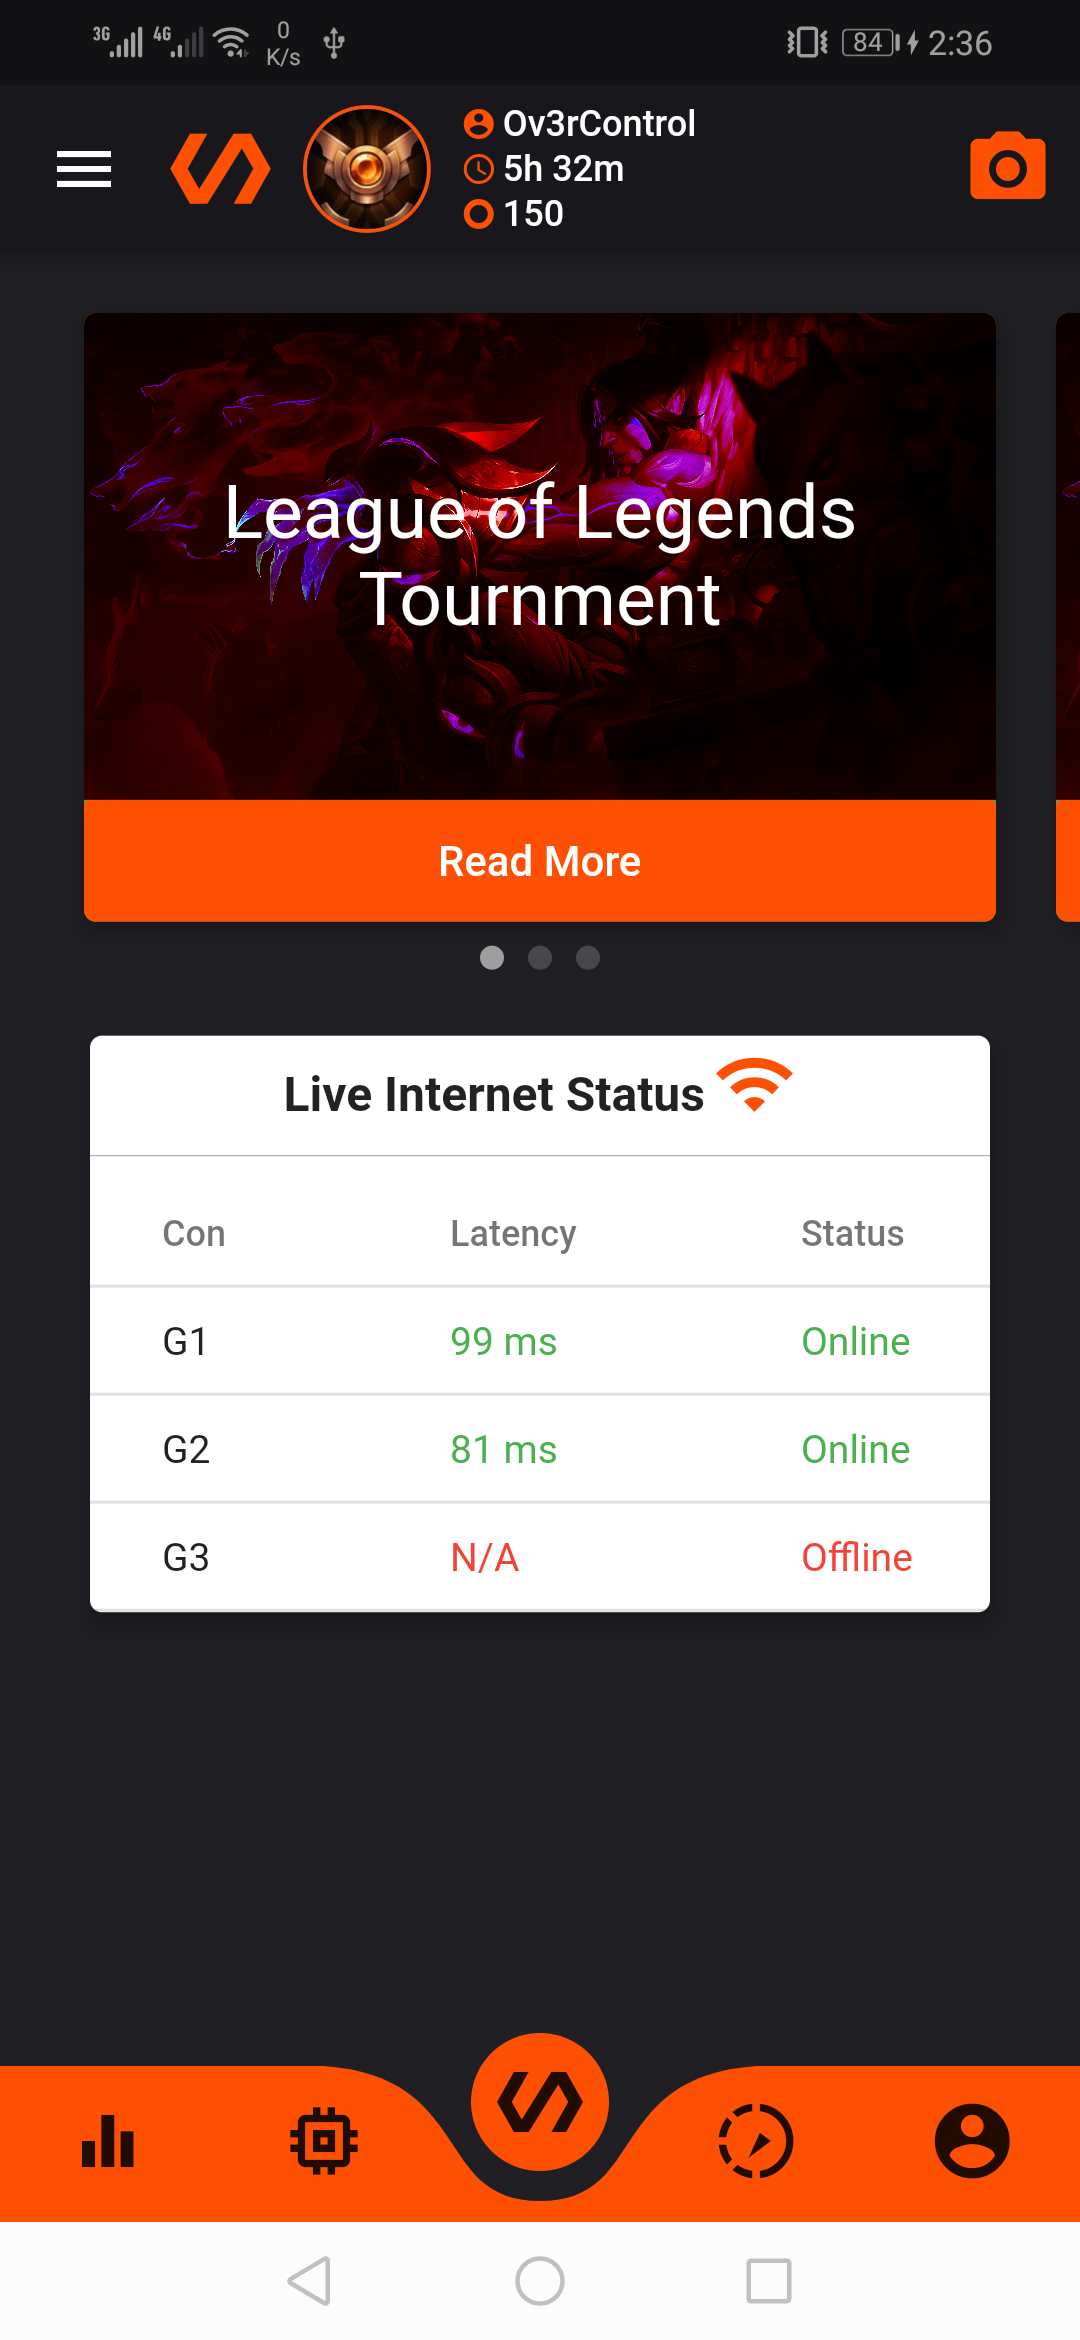 3G 4G 0 K/s 84 2:36
Ov3rControl
5h 32m
150
League of Legends
Tournment
Read More
Live Internet Status
Con Latency Status
G1 99 ms Online
G2 81 ms Online
G3 N/A Offline